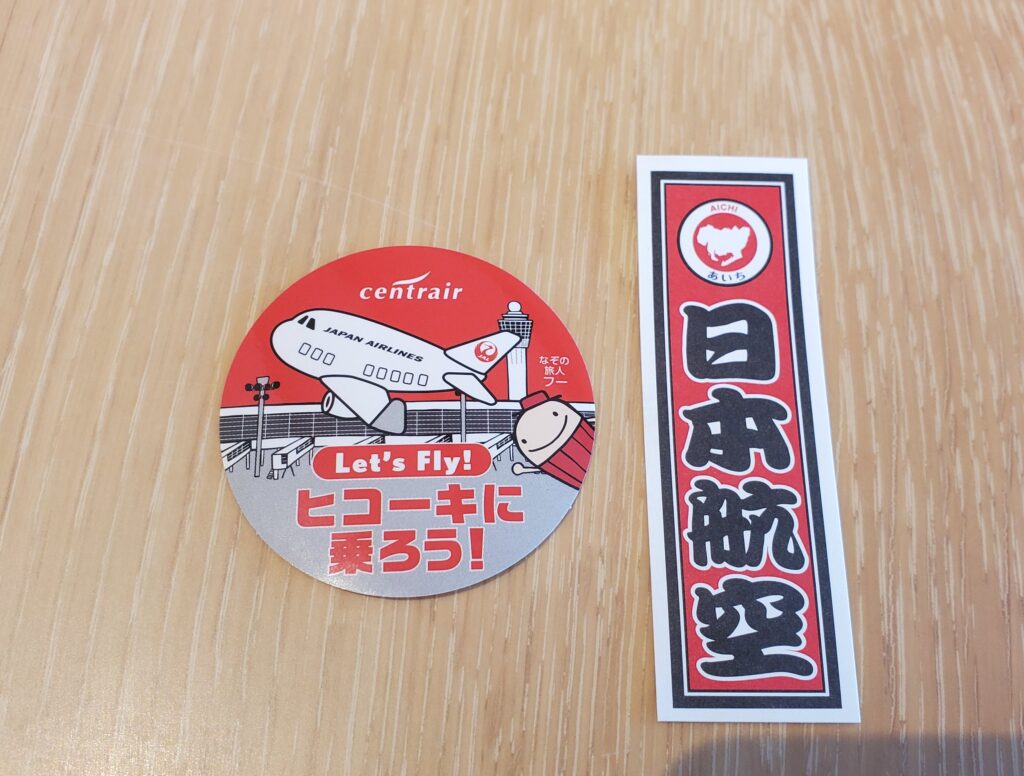 centrair
JAPAN AIRLINES
JAL
なぞの
旅人
フー
Let's Fly!
ヒコーキに
乗ろう!
AICHI
あいち
日本航空